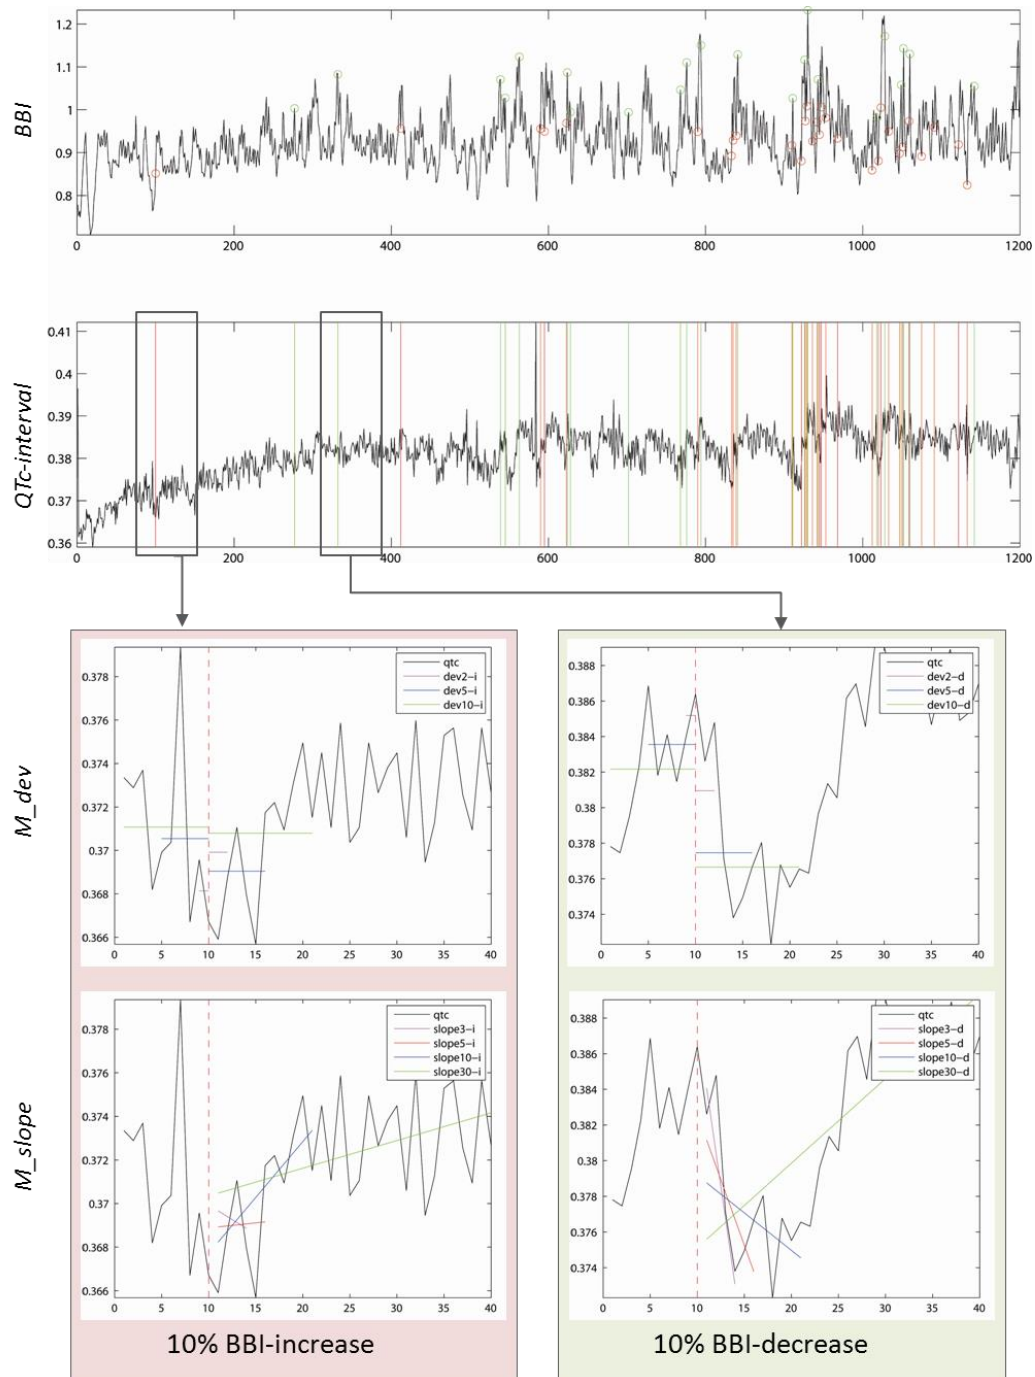 BBI
1.2
1.1
1
0.9
0.8
0 200 400 600 800 1000 1200
QTc-interval
0.41
0.4
0.39
0.38
0.37
0.36
0 200 400 600 800 1000 1200
M_dev
0.378
0.376
0.374
0.372
0.37
0.368
0.366
0 5 10 15 20 25 30 35 40
qtc
dev2-i
dev5-i
dev10-i
0.388
0.386
0.384
0.382
0.38
0.378
0.376
0.374
0 5 10 15 20 25 30 35 40
qtc
dev2-d
dev5-d
dev10-d
M_slope
0.378
0.376
0.374
0.372
0.37
0.368
0.366
0 5 10 15 20 25 30 35 40
qtc
slope3-i
slope5-i
slope10-i
slope30-i
0.388
0.386
0.384
0.382
0.38
0.378
0.376
0.374
0 5 10 15 20 25 30 35 40
qtc
slope3-d
slope5-d
slope10-d
slope30-d
10% BBI-increase
10% BBI-decrease